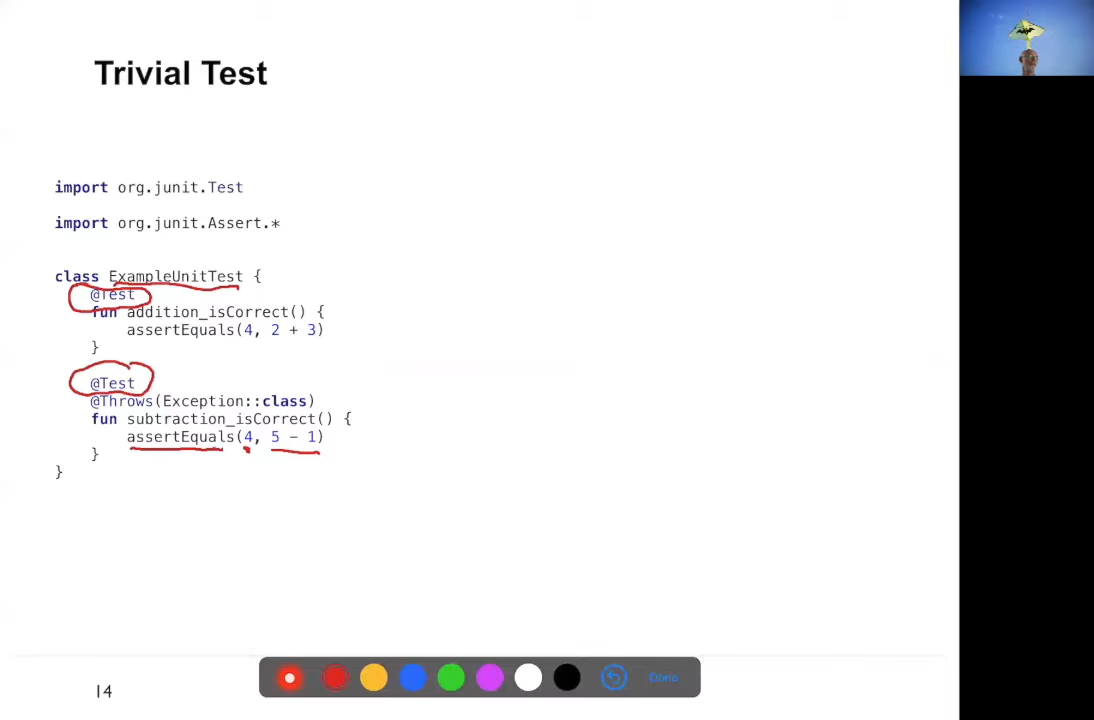 Trivial Test
import org.junit.Test
import org.junit.Assert.*
class ExampleUnitTest {
@Test
fun addition_isCorrect() {
assertEquals(4, 2 + 3)
}
@Test
@Throws(Exception::class)
fun subtraction_isCorrect() {
assertEquals(4, 5 - 1)
}
}
14
Done